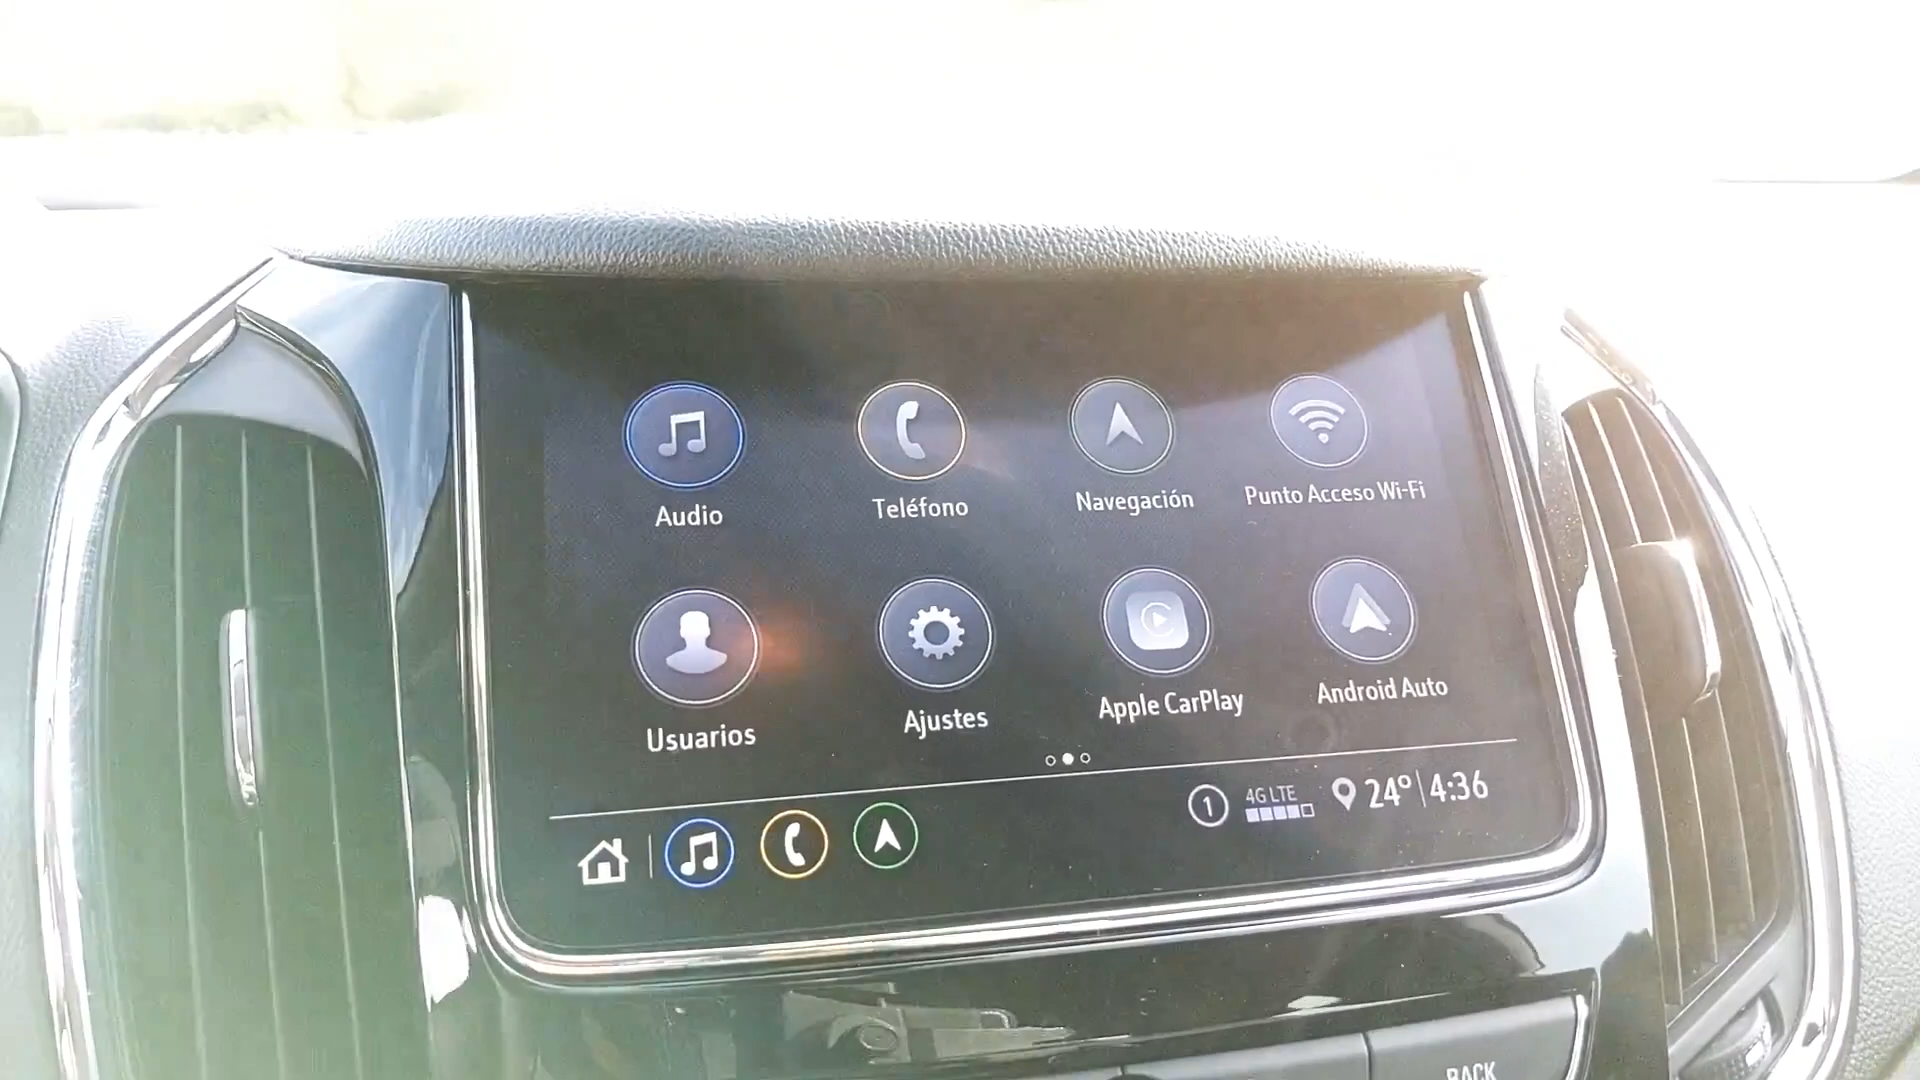 Audio
Teléfono
Navegación
Punto Acceso Wi-Fi
Usuarios
Ajustes
Apple CarPlay
Android Auto
1
4G LTE
24°
4:36
BACK